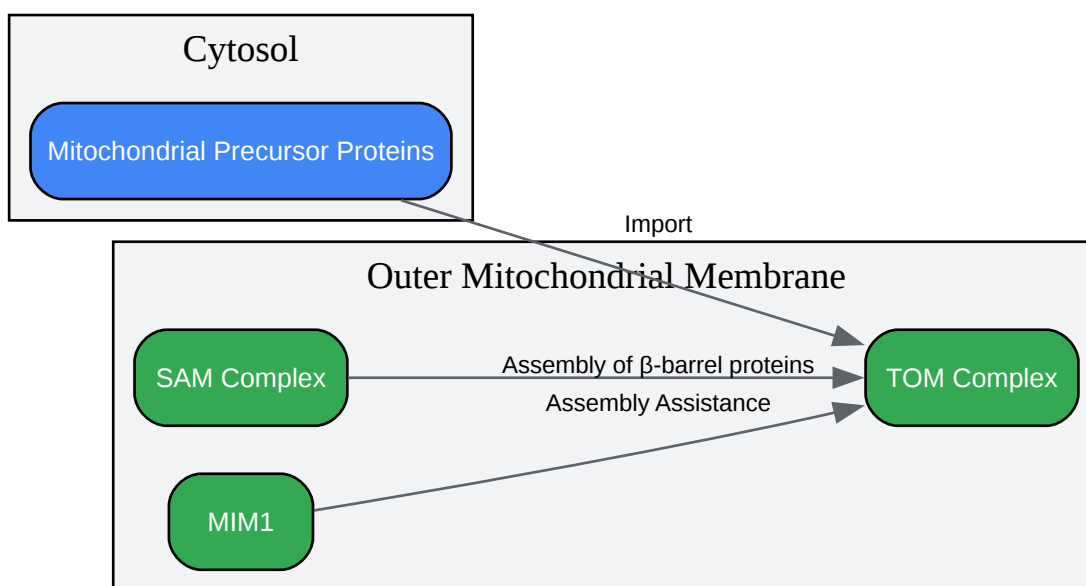 Cytosol
Mitochondrial Precursor Proteins
Import
Outer Mitochondrial Membrane
SAM Complex
Assembly of β-barrel proteins
TOM Complex
Assembly Assistance
MIM1